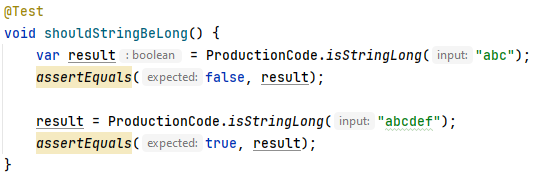 @Test
void shouldStringBeLong() {
var result : boolean = ProductionCode.isStringLong( input: "abc");
assertEquals( expected: false, result);
result = ProductionCode.isStringLong( input: "abcdef");
assertEquals( expected: true, result);
}